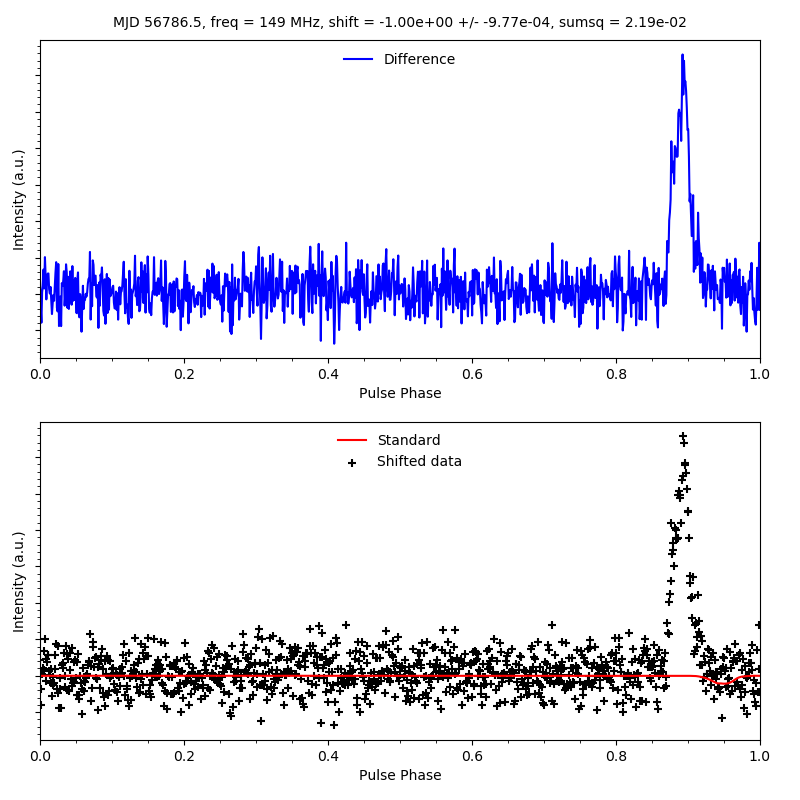 MJD 56786.5, freq = 149 MHz, shift = -1.00e+00 +/- -9.77e-04, sumsq = 2.19e-02
Difference
Intensity (a.u.)
0.0 0.2 0.4 0.6 0.8 1.0
Pulse Phase
Standard
Shifted data
Intensity (a.u.)
0.0 0.2 0.4 0.6 0.8 1.0
Pulse Phase